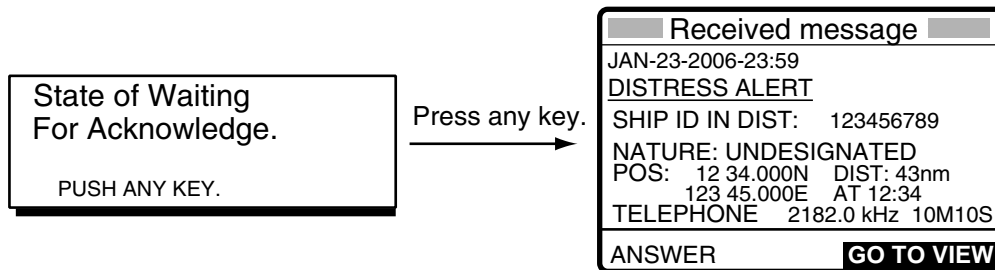 State of Waiting
For Acknowledge.
PUSH ANY KEY.
Press any key.
Received message
JAN-23-2006-23:59
DISTRESS ALERT
SHIP ID IN DIST: 123456789
NATURE: UNDESIGNATED
POS: 12 34.000N DIST: 43nm
123 45.000E AT 12:34
TELEPHONE 2182.0 kHz 10M10S
ANSWER GO TO VIEW